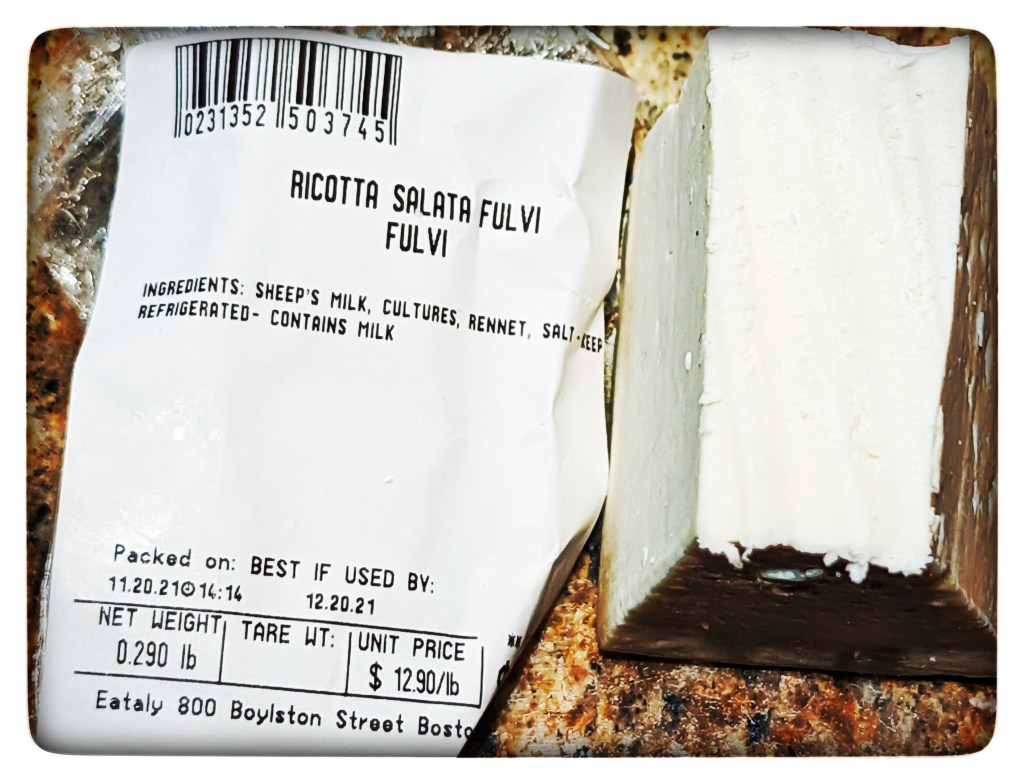 0231352 503745
RICOTTA SALATA FULVI
FULVI
INGREDIENTS: SHEEP'S MILK, CULTURES, RENNET, SALT-KEEP
REFRIGERATED- CONTAINS MILK
Packed on: BEST IF USED BY:
11.20.21 14:14 12.20.21
NET WEIGHT TARE WT: UNIT PRICE **
0.290 lb $ 12.90/lb
Eataly 800 Boylston Street Bosto